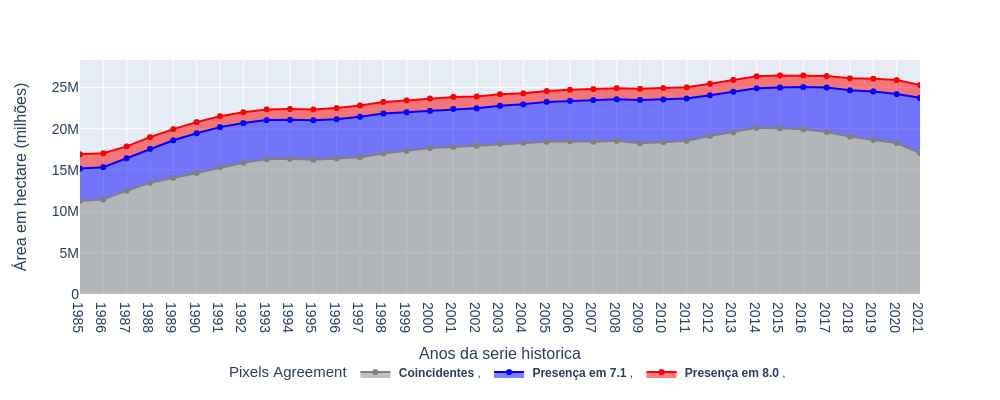 Área em hectare (milhões)
25M
20M
15M
10M
5M
0
1985 1986 1987 1988 1989 1990 1991 1992 1993 1994 1995 1996 1997 1998 1999 2000 2001 2002 2003 2004 2005 2006 2007 2008 2009 2010 2011 2012 2013 2014 2015 2016 2017 2018 2019 2020 2021
Anos da serie historica
Pixels Agreement Coincidentes , Presença em 7.1 , Presença em 8.0 ,